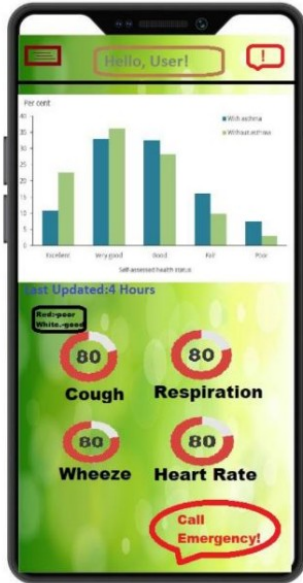 Hello, User!
!
Per cent
With asthma
Without asthma
40
35
30
25
20
15
10
5
0
Excellent Very good Good Fair Poor
Self-assessed health status
Last Updated:4 Hours
Red=poor
White.=good
80 80
Cough Respiration
80 80
Wheeze Heart Rate
Call
Emergency!